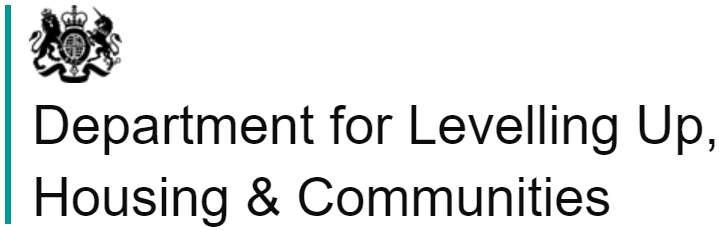 Department for Levelling Up,
Housing & Communities